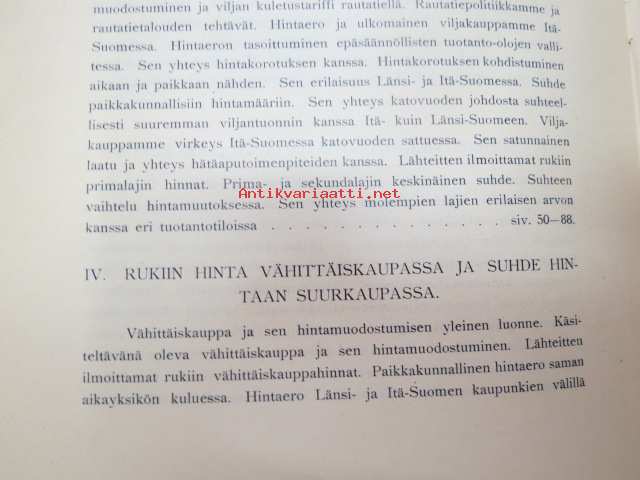 muodostuminen ja viljan kuletustariffi rautatiellä. Rautatiepolitiikkamme ja
rautatietalouden tehtävät. Hintaero ja ulkomainen viljakauppamme Itä-
Suomessa. Hintaeron tasoittuminen epäsäännöllisten tuotanto-olojen valli-
tessa. Sen yhteys hintakorotuksen kanssa. Hintakorotuksen kohdistuminen
aikaan ja paikkaan nähden. Sen erilaisuus Länsi- ja Itä-Suomessa. Suhde
paikkakunnallisiin hintamääriin. Sen yhteys katovuoden johdosta suhteel-
lisesti suuremman viljantuonnin kanssa Itä- kuin Länsi-Suomeen. Vilja-
kauppamme virkeys Itä-Suomessa katovuoden sattuessa. Sen satunnainen
laatu ja yhteys hätäaputoimenpiteiden kanssa. Lähteitten ilmoittamat rukiin
primalajin hinnat. Prima- ja sekundalajin keskinäinen suhde. Suhteen
Antikvariaatti.net
vaihtelu hintamuutoksessa. Sen yhteys molempien lajien erilaisen arvon
kanssa eri tuotantotiloissa . . . . . . . . . . . . . . siv. 50—88.
IV. RUKIIN HINTA VÄHITTÄISKAUPASSA JA SUHDE HIN-
TAAN SUURKAUPASSA.
Vähittäiskauppa ja sen hintamuodostumisen yleinen luonne. Käsi-
teltävänä oleva vähittäiskauppa ja sen hintamuodostuminen. Lähteitten
ilmoittamat rukiin vähittäiskauppahinnat. Paikkakunnallinen hintaero saman
aikayksikön kuluessa. Hintaero Länsi- ja Itä-Suomen kaupunkien välillä